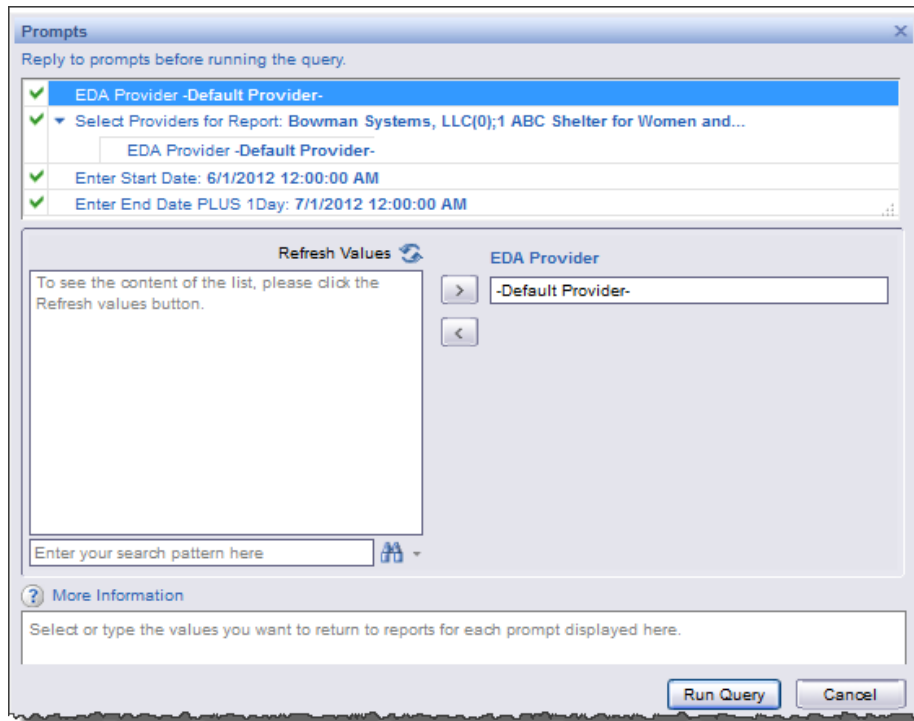 Prompts
Reply to prompts before running the query.
EDA Provider -Default Provider-
Select Providers for Report: Bowman Systems, LLC(0);1 ABC Shelter for Women and...
EDA Provider -Default Provider-
Enter Start Date: 6/1/2012 12:00:00 AM
Enter End Date PLUS 1Day: 7/1/2012 12:00:00 AM
Refresh Values
To see the content of the list, please click the
Refresh values button.
Enter your search pattern here
>
<
EDA Provider
-Default Provider-
? More Information
Select or type the values you want to return to reports for each prompt displayed here.
Run Query
Cancel